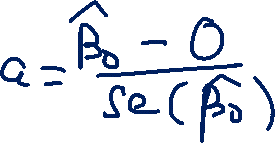 a = \frac{\hat{\beta_0} - 0}{se(\hat{\beta_0})}